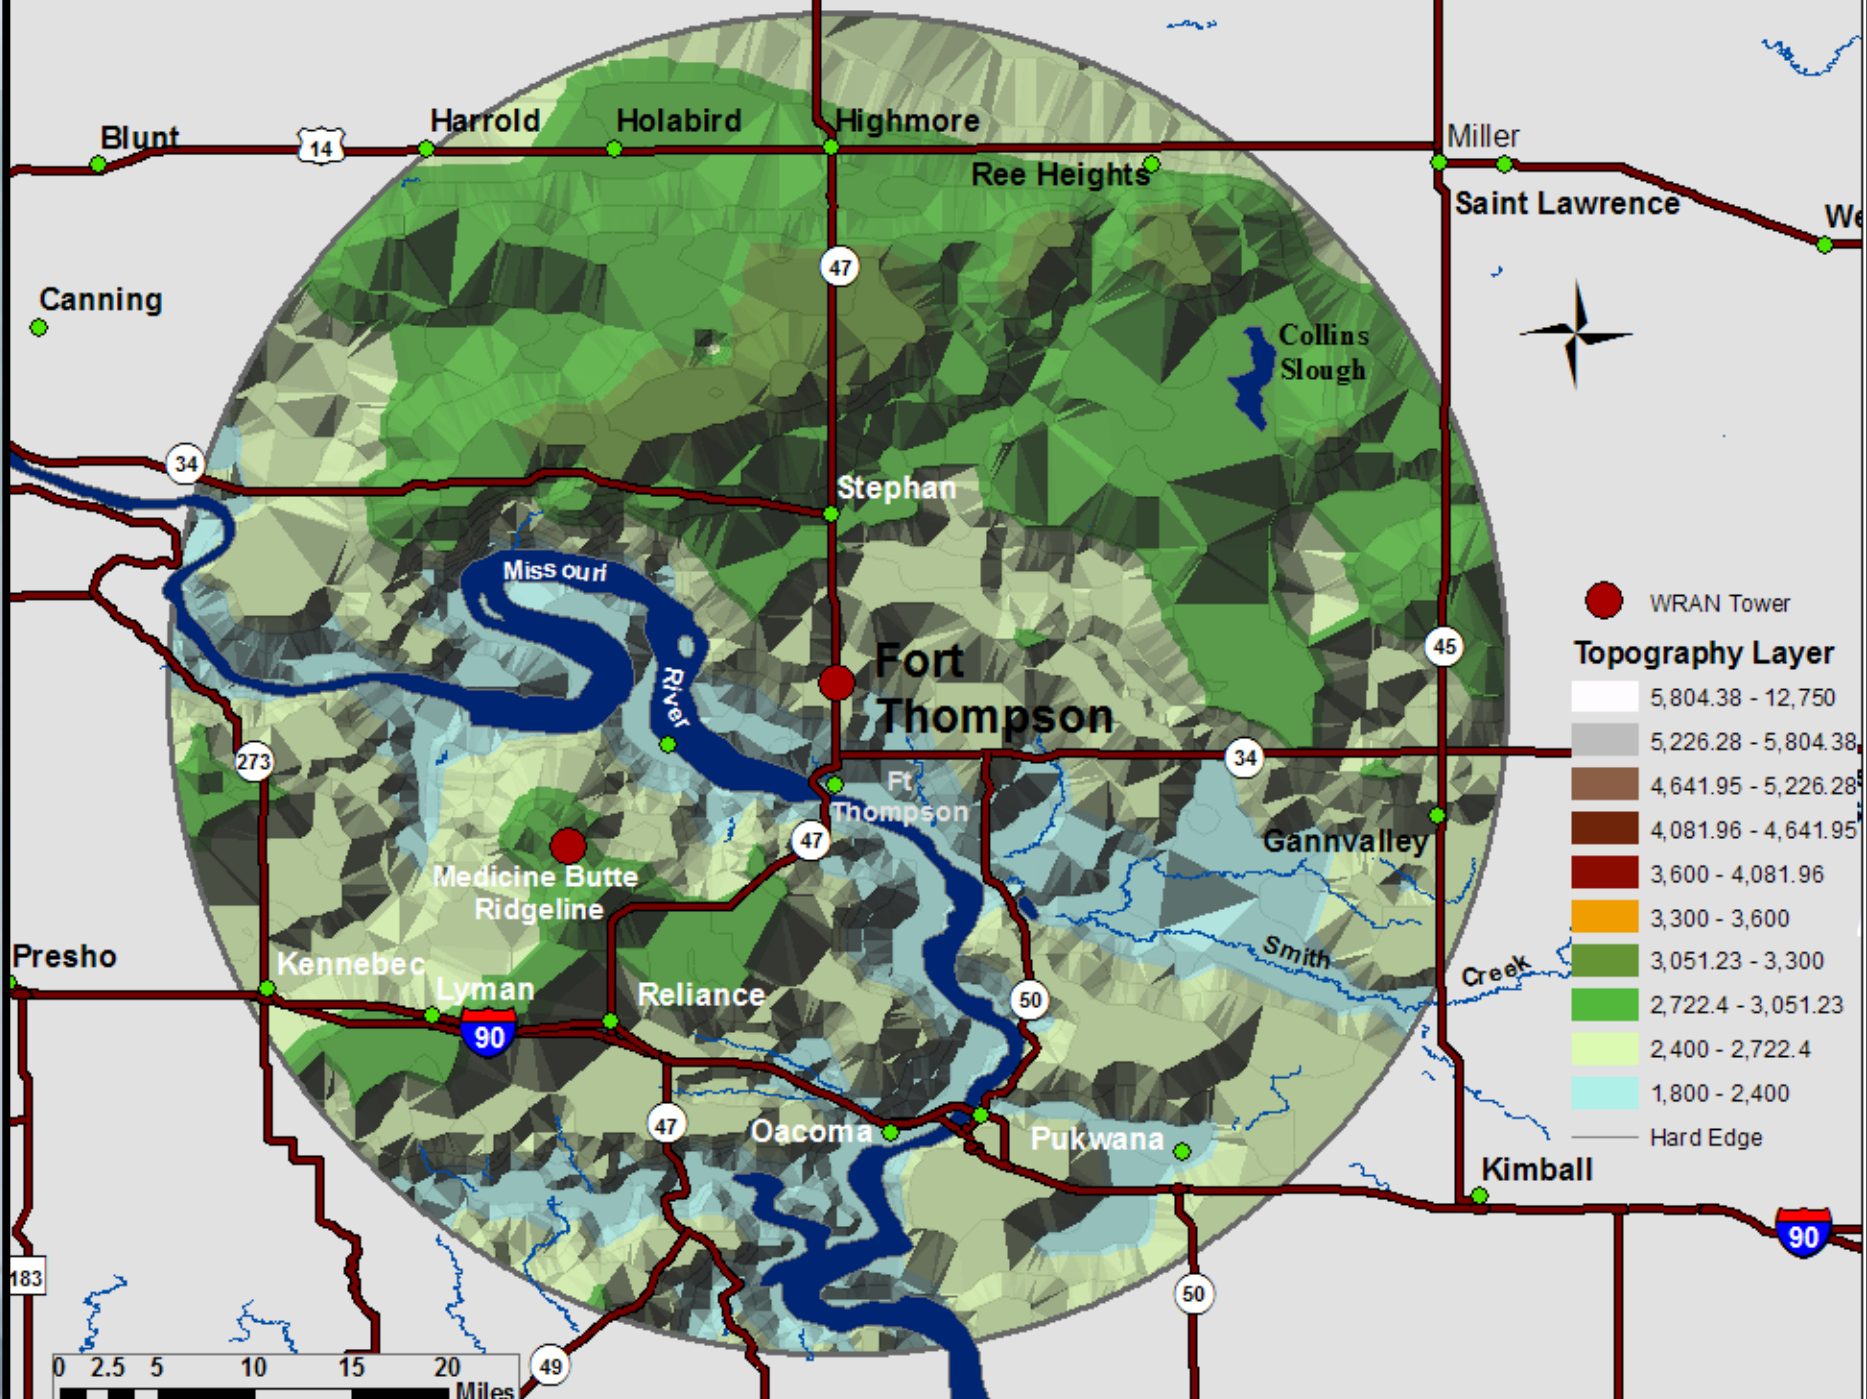 Blunt
14
Harrold
Holabird
Highmore
Miller
Ree Heights
Saint Lawrence
47
Canning
Collins
Slough
34
Stephan
Missouri
River
Fort
Thompson
45
WRAN Tower
Topography Layer
5,804.38 - 12,750
5,226.28 - 5,804.38
4,641.95 - 5,226.28
4,081.96 - 4,641.95
3,600 - 4,081.96
3,300 - 3,600
3,051.23 - 3,300
2,722.4 - 3,051.23
2,400 - 2,722.4
1,800 - 2,400
Hard Edge
273
34
Ft
Thompson
47
Gannvalley
Medicine Butte
Ridgeline
Presho
Kennebec
Lyman
90
Reliance
50
Smith
Creek
47
Oacoma
Pukwana
Kimball
90
183
50
49
0 2.5 5 10 15 20
Miles